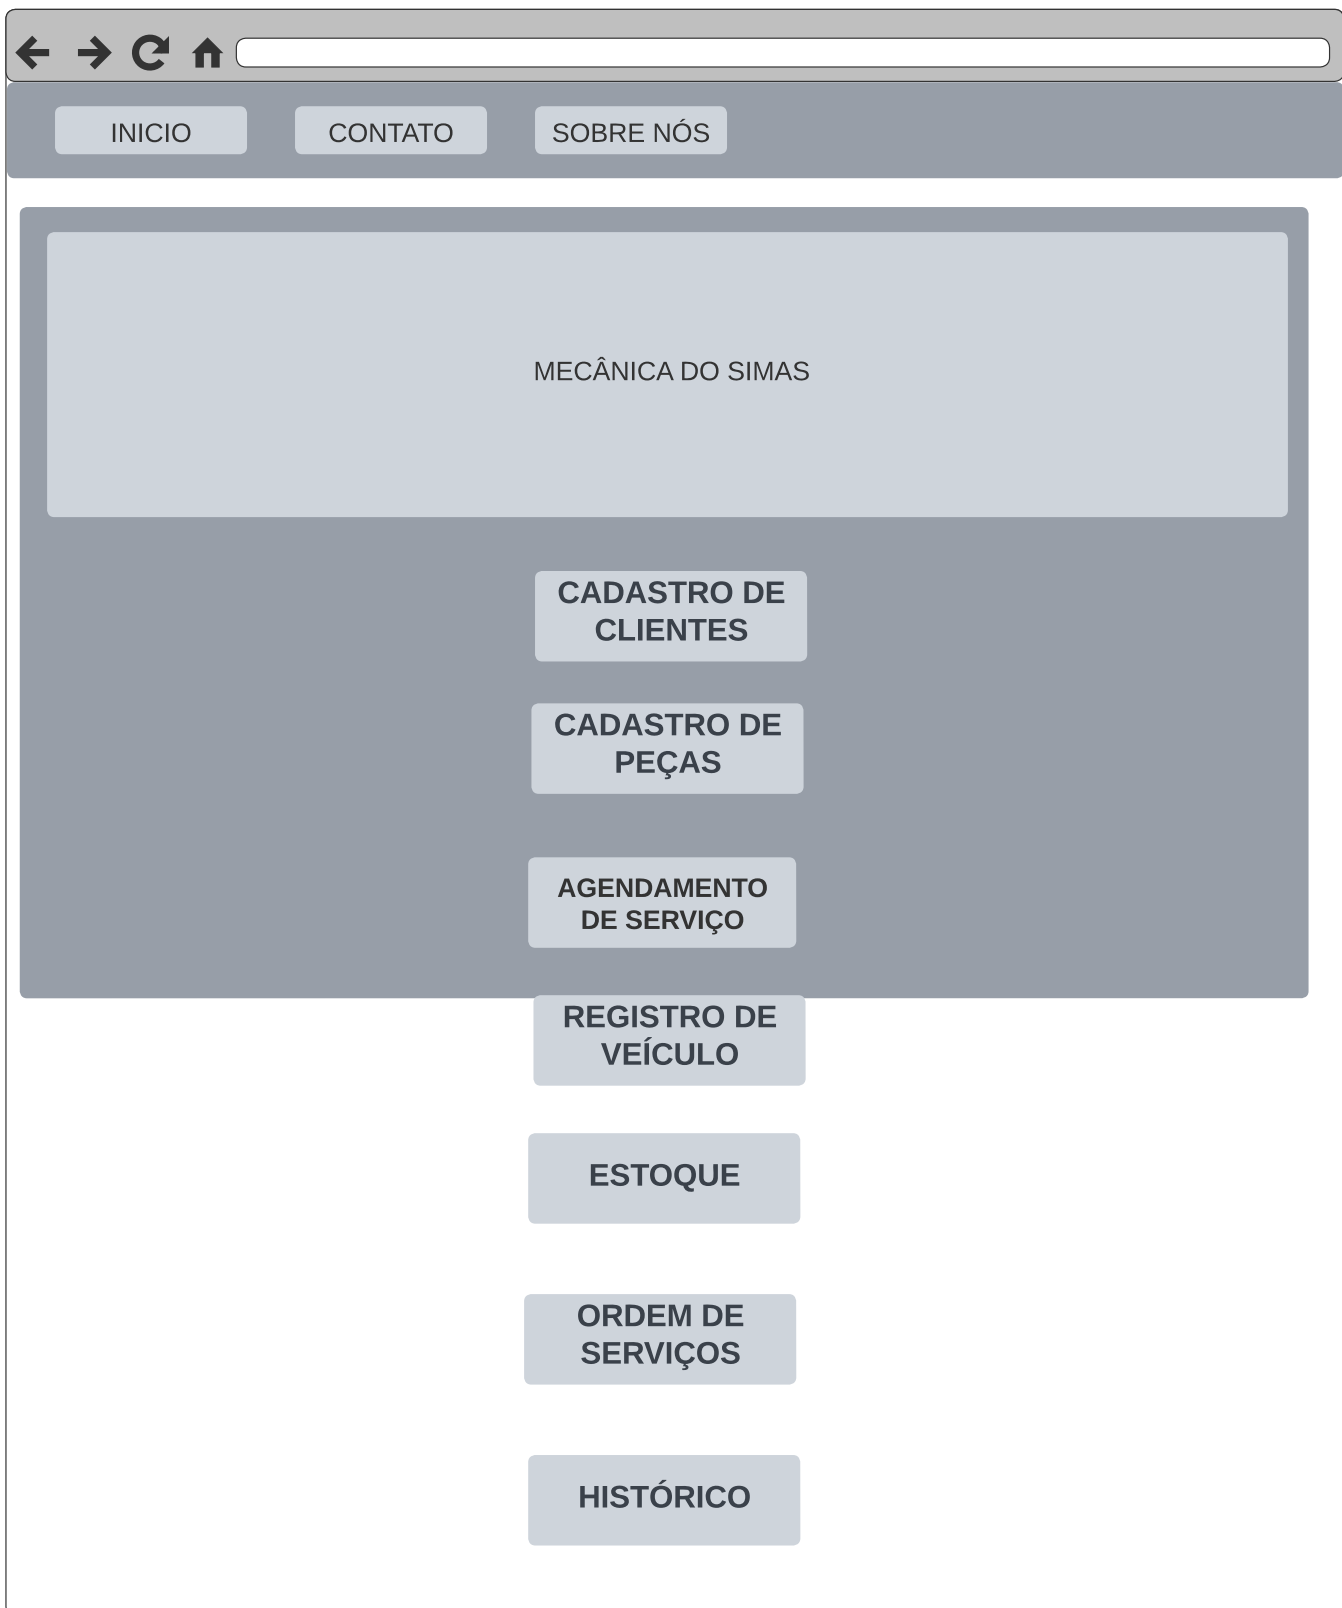 INICIO
CONTATO
SOBRE NÓS
MECÂNICA DO SIMAS
CADASTRO DE
CLIENTES
CADASTRO DE
PEÇAS
AGENDAMENTO
DE SERVIÇO
REGISTRO DE
VEÍCULO
ESTOQUE
ORDEM DE
SERVIÇOS
HISTÓRICO